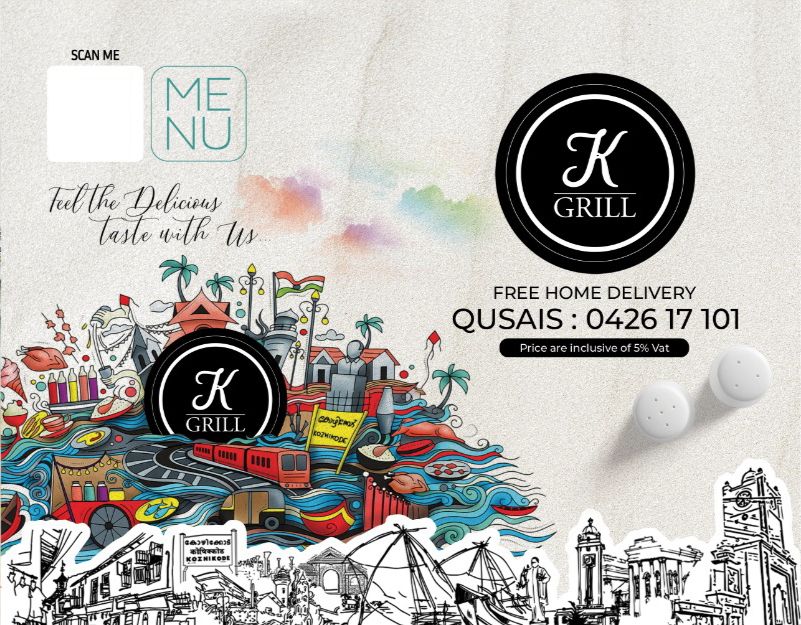 SCAN ME
ME
NU
Feel the Delicious
taste with Us...
K
GRILL
FREE HOME DELIVERY
QUSAIS : 0426 17 101
Price are inclusive of 5% Vat
K
GRILL
കോഴിക്കോട്
KOZHIKODE
കോഴിക്കോട്
कोषिक्कोड
KOZHIKODE